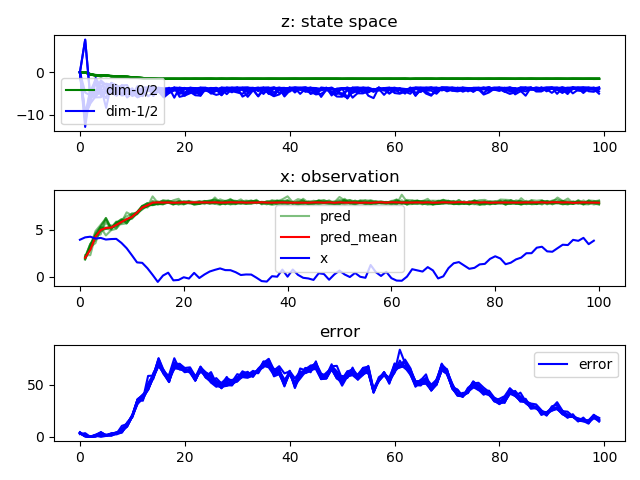 z: state space
0
−10
dim-0/2
dim-1/2
0 20 40 60 80 100
x: observation
5
0
pred
pred_mean
x
0 20 40 60 80 100
error
50
0
error
0 20 40 60 80 100